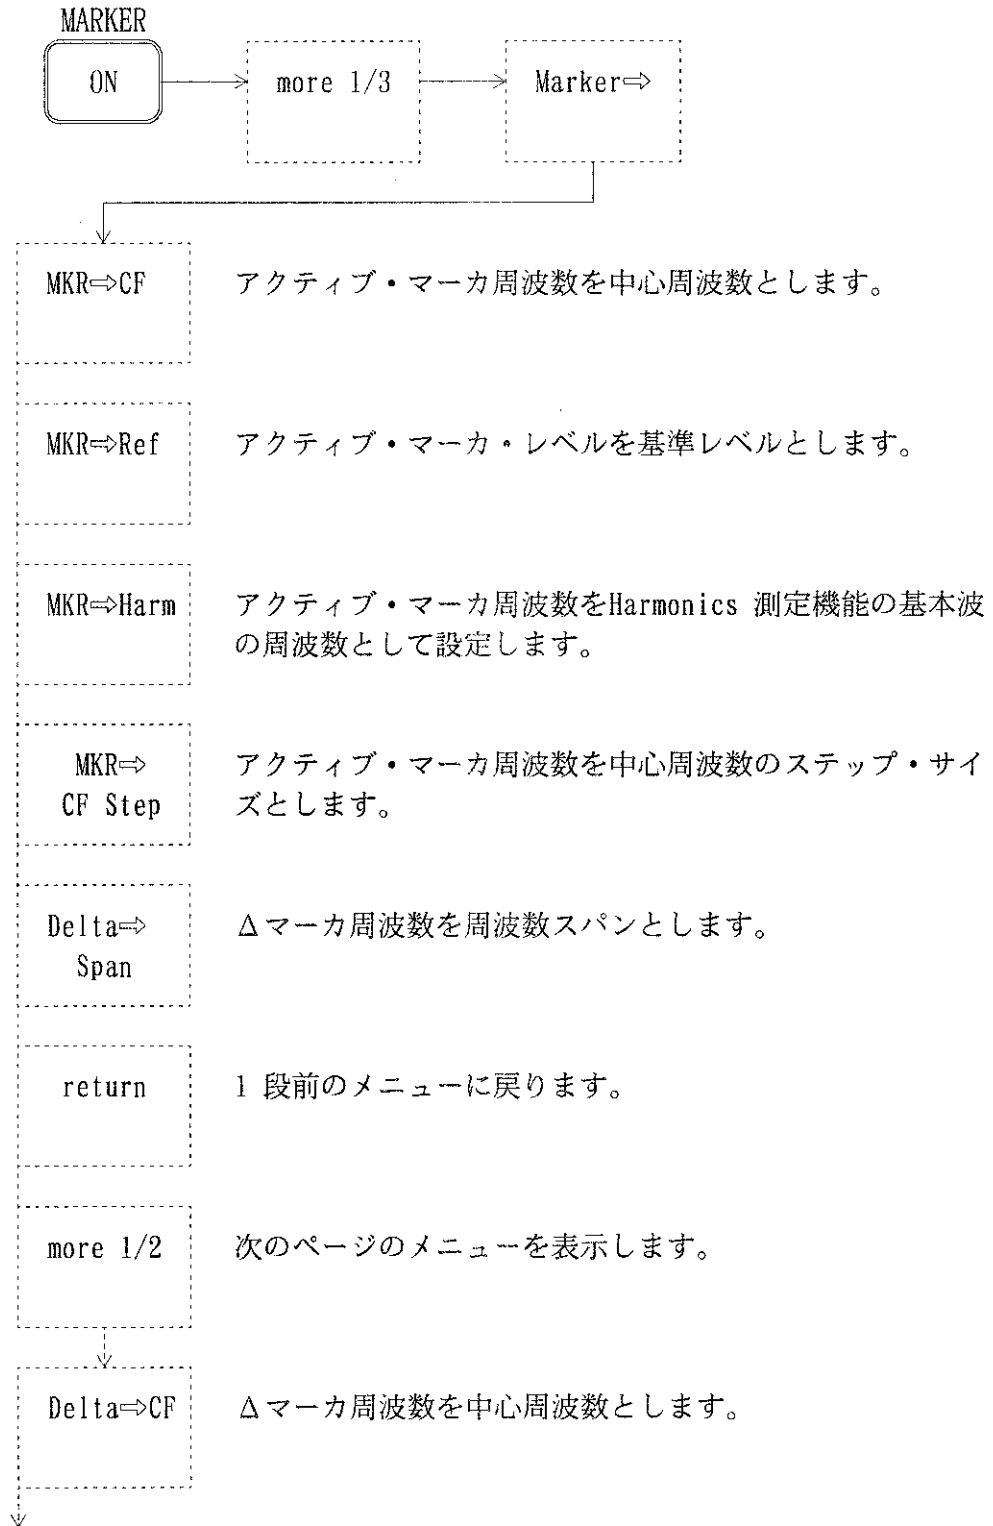 MARKER
ON
more 1/3
Marker⇨
MKR⇨CF
アクティブ・マーカ周波数を中心周波数とします。
MKR⇨Ref
アクティブ・マーカ・レベルを基準レベルとします。
MKR⇨Harm
アクティブ・マーカ周波数をHarmonics 測定機能の基本波
の周波数として設定します。
MKR⇨
CF Step
アクティブ・マーカ周波数を中心周波数のステップ・サイ
ズとします。
Delta⇨
Span
Δマーカ周波数を周波数スパンとします。
return
1 段前のメニューに戻ります。
more 1/2
次のページのメニューを表示します。
Delta⇨CF
Δマーカ周波数を中心周波数とします。